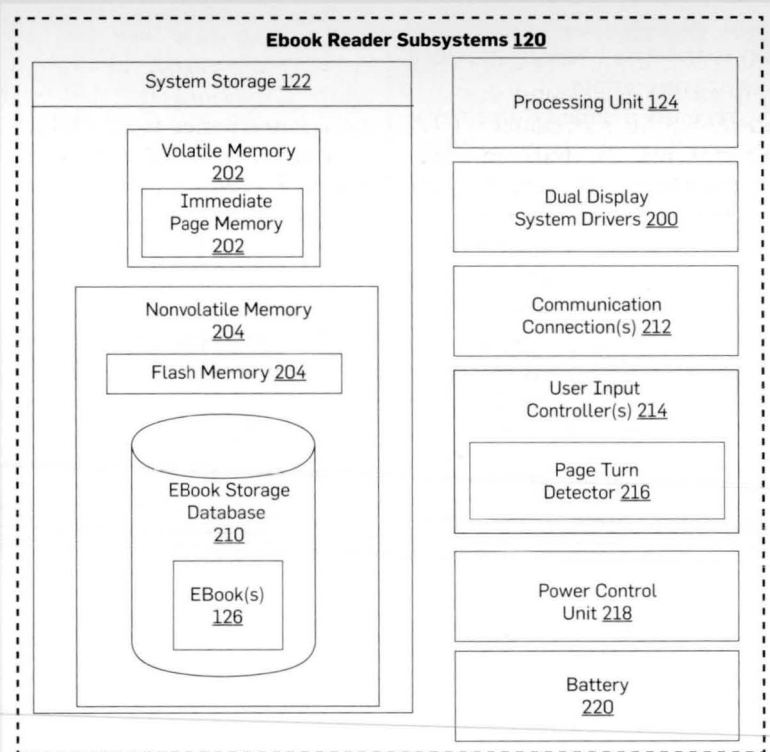 Ebook Reader Subsystems 120
System Storage 122
Volatile Memory
202
Immediate
Page Memory
202
Nonvolatile Memory
204
Flash Memory 204
EBook Storage
Database
210
EBook(s)
126
Processing Unit 124
Dual Display
System Drivers 200
Communication
Connection(s) 212
User Input
Controller(s) 214
Page Turn
Detector 216
Power Control
Unit 218
Battery
220